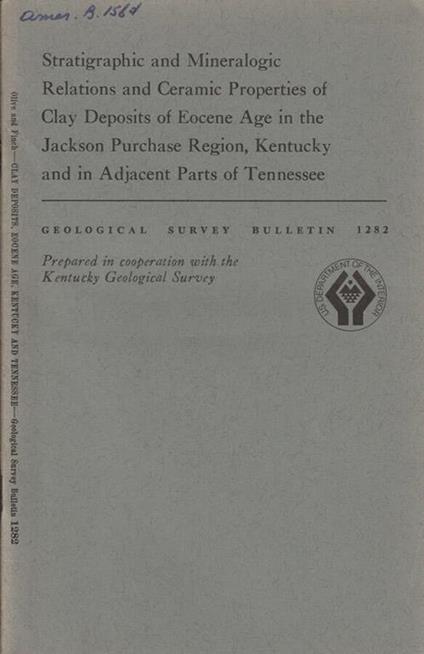 amer. B. 156d
Stratigraphic and Mineralogic
Relations and Ceramic Properties of
Clay Deposits of Eocene Age in the
Jackson Purchase Region, Kentucky
and in Adjacent Parts of Tennessee
GEOLOGICAL SURVEY BULLETIN 1282
Prepared in cooperation with the
Kentucky Geological Survey
U.S. DEPARTMENT OF THE INTERIOR
Olive and Finch—CLAY DEPOSITS, EOCENE AGE, KENTUCKY AND TENNESSEE—Geological Survey Bulletin 1282